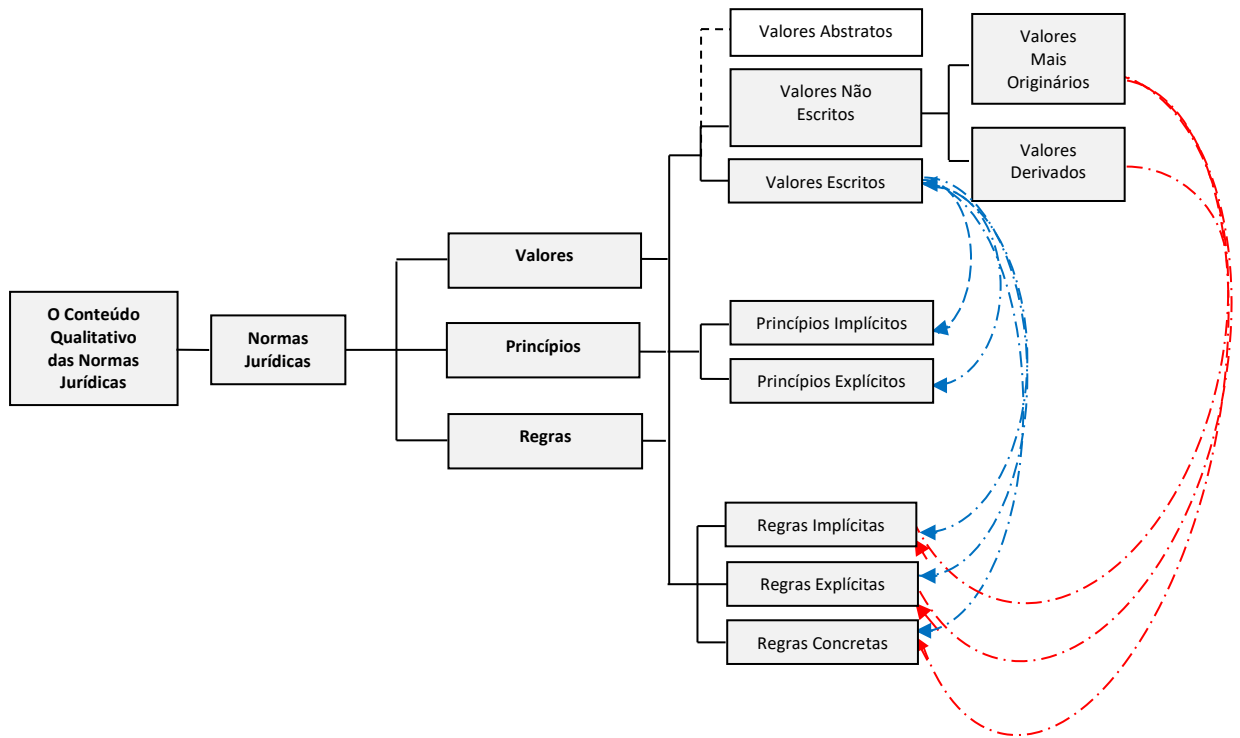 O Conteúdo
Qualitativo
das Normas
Jurídicas
Normas
Jurídicas
Valores
Princípios
Regras
Valores Abstratos
Valores Não
Escritos
Valores Escritos
Valores
Mais
Originários
Valores
Derivados
Princípios Implícitos
Princípios Explícitos
Regras Implícitas
Regras Explícitas
Regras Concretas